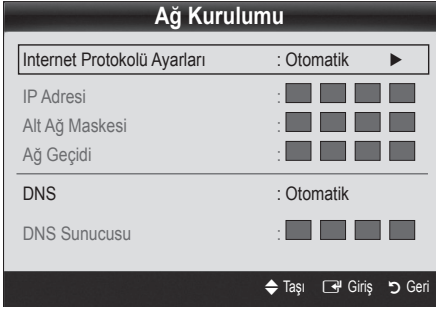 Ağ Kurulumu
Internet Protokolü Ayarları : Otomatik ►
IP Adresi :
Alt Ağ Maskesi :
Ağ Geçidi :
DNS : Otomatik
DNS Sunucusu :
Taşı Giriş Geri